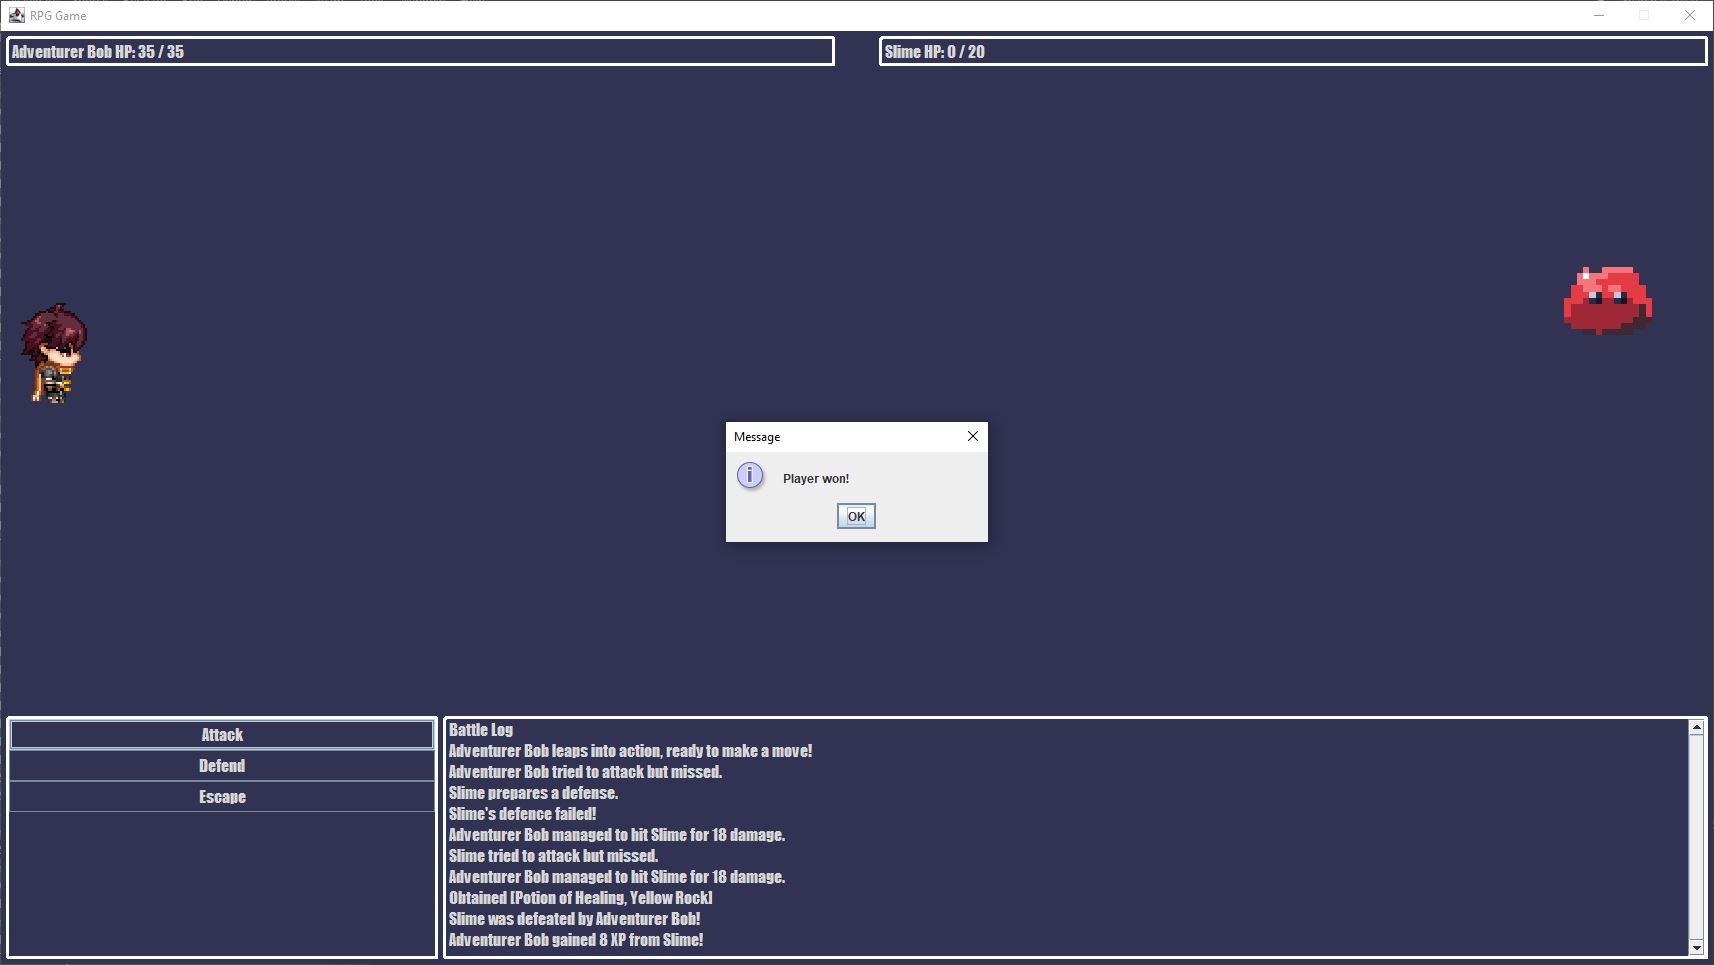 RPG Game
Adventurer Bob HP: 35 / 35
Slime HP: 0 / 20
Message
Player won!
OK
Attack
Defend
Escape
Battle Log
Adventurer Bob leaps into action, ready to make a move!
Adventurer Bob tried to attack but missed.
Slime prepares a defense.
Slime's defence failed!
Adventurer Bob managed to hit Slime for 18 damage.
Slime tried to attack but missed.
Adventurer Bob managed to hit Slime for 18 damage.
Obtained [Potion of Healing, Yellow Rock]
Slime was defeated by Adventurer Bob!
Adventurer Bob gained 8 XP from Slime!